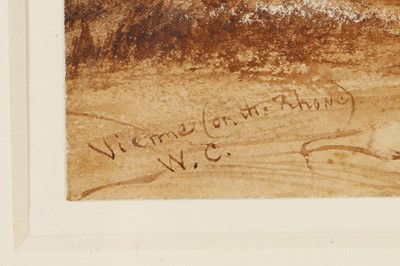 Vienne (on the Rhone)
W.C.